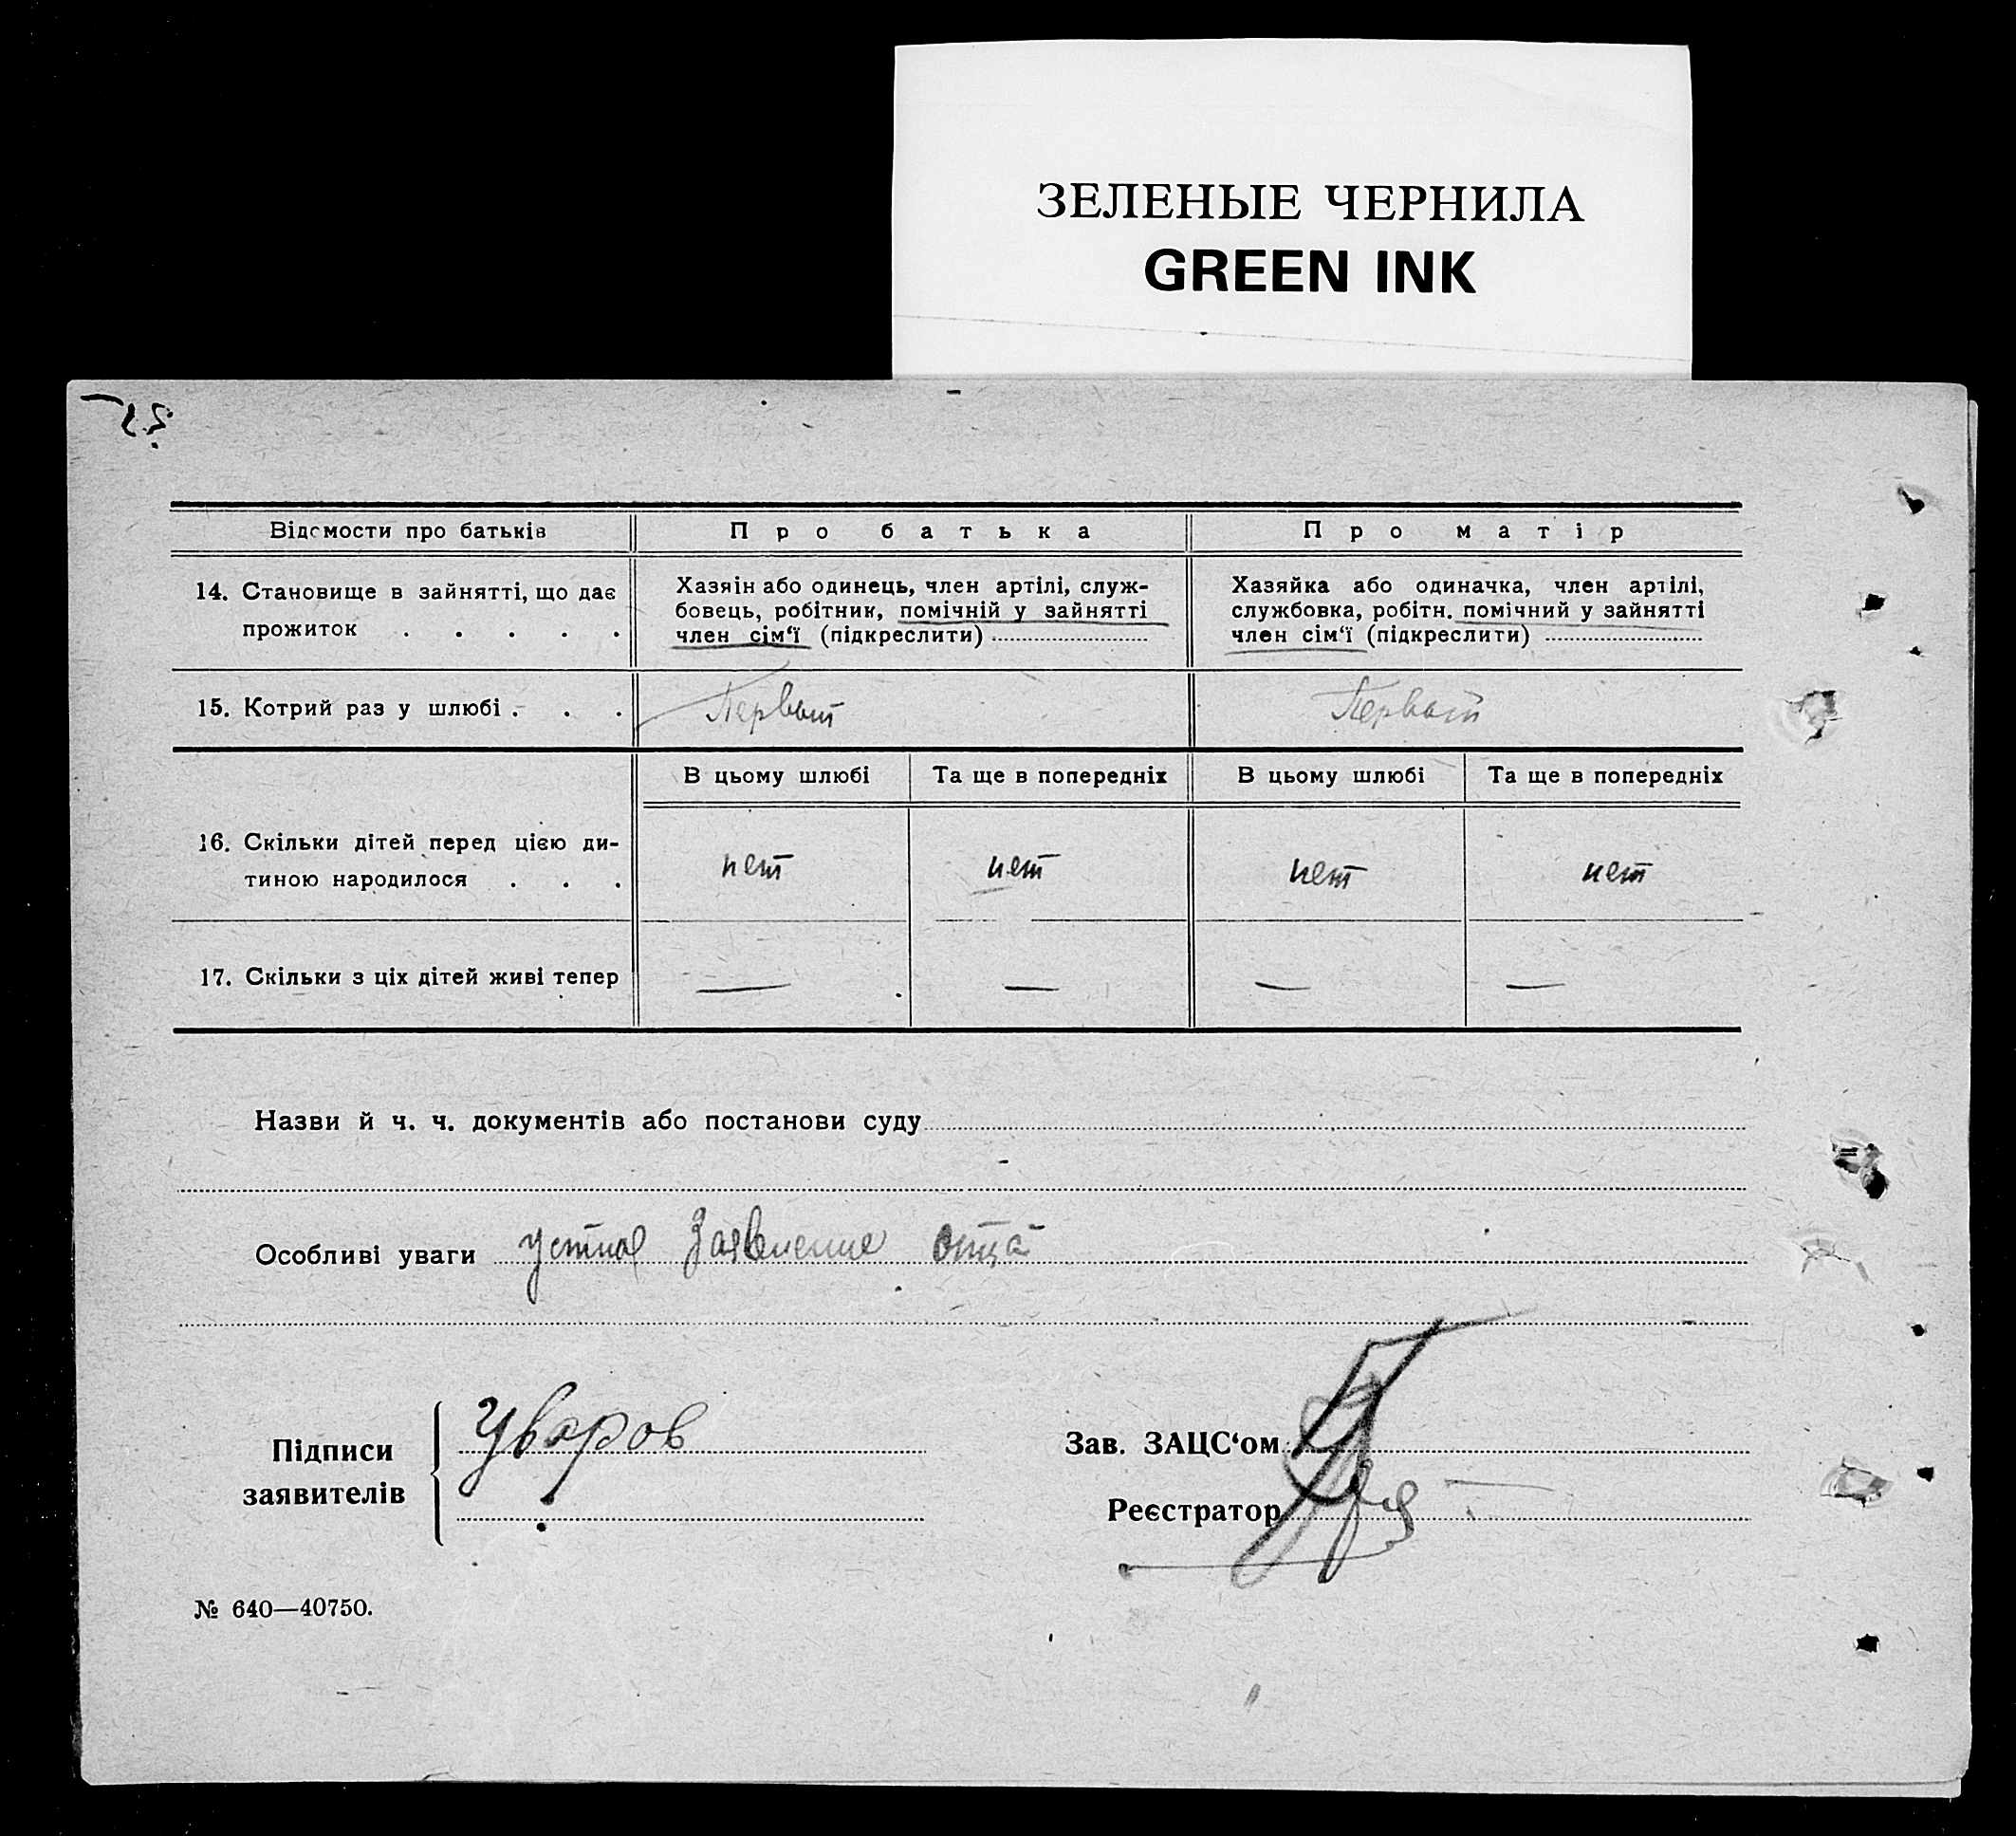 ЗЕЛЕНЫЕ ЧЕРНИЛА
GREEN INK
Відомости про батьків
Про батька
Про матір
14. Становище в зайнятті, що дає
прожиток . . . . .
Хазяін або одинець, член артілі, служ-
бовець, робітник, помічній у зайнятті
член сім‘ї (підкреслити)
Хазяйка або одиначка, член артілі,
службовка, робітн. помічний у зайнятті
член сім‘ї (підкреслити)
15. Котрий раз у шлюбі . . .
Первый
Первый
В цьому шлюбі
Та ще в попередніх
В цьому шлюбі
Та ще в попередніх
16. Скільки дітей перед цією ди-
тиною народилося . . .
нет
нет
нет
нет
17. Скільки з ціх дітей живі тепер
—
—
—
—
Назви й ч. ч. документів або постанови суду
Особливі уваги устное заявление отца
Підписи
заявителів
Уваров
Зав. ЗАЦС‘ом
Реєстратор
№ 640—40750.